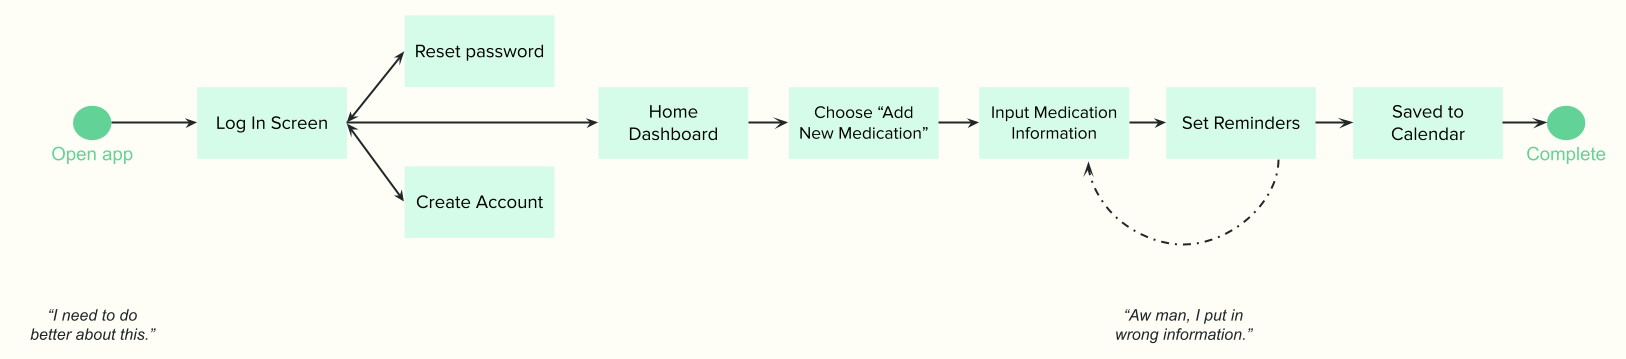 Reset password
Log In Screen
Open app
Create Account
Home
Dashboard
Choose “Add
New Medication”
Input Medication
Information
Set Reminders
Saved to
Calendar
Complete
“I need to do
better about this.”
“Aw man, I put in
wrong information.”